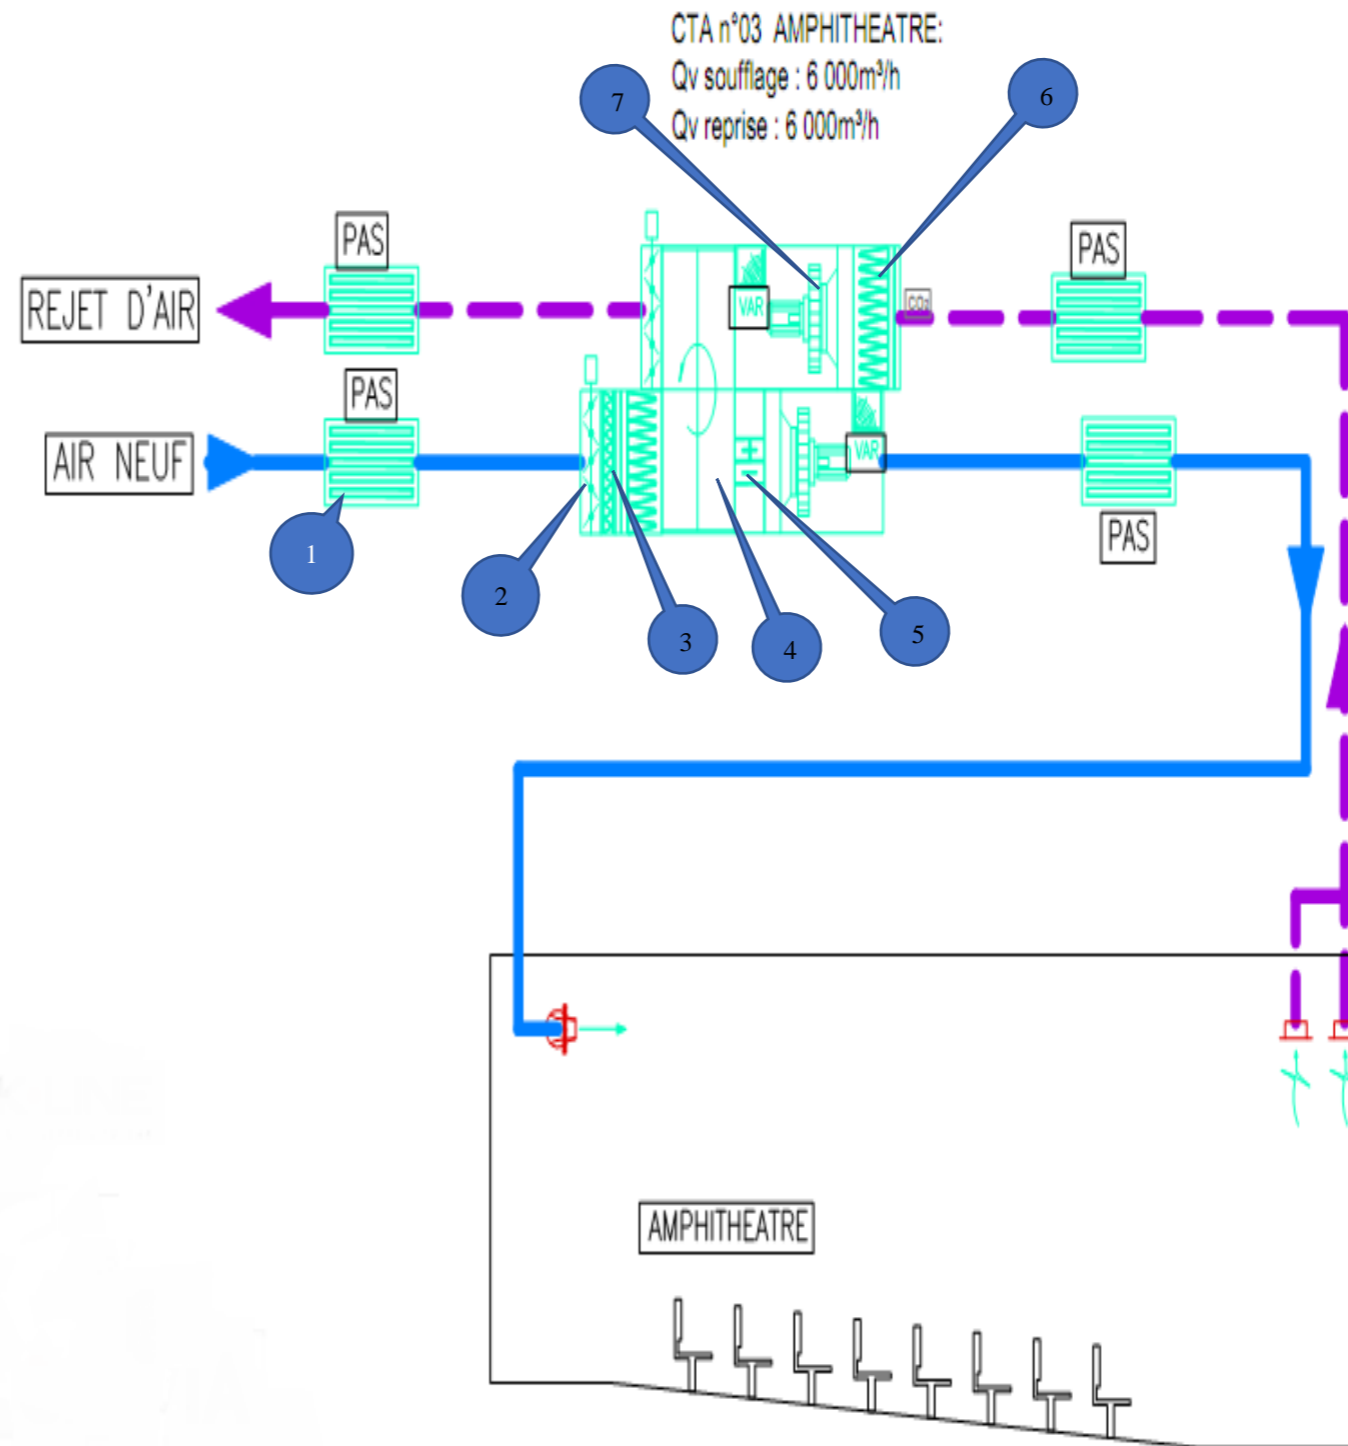 CTA n°03 AMPHITHEATRE:
Qv soufflage : 6 000m³/h
Qv reprise : 6 000m³/h
7
6
PAS
PAS
REJET D'AIR
VAR
CO₂
PAS
AIR NEUF
VAR
PAS
1
2
3
4
5
AMPHITHEATRE